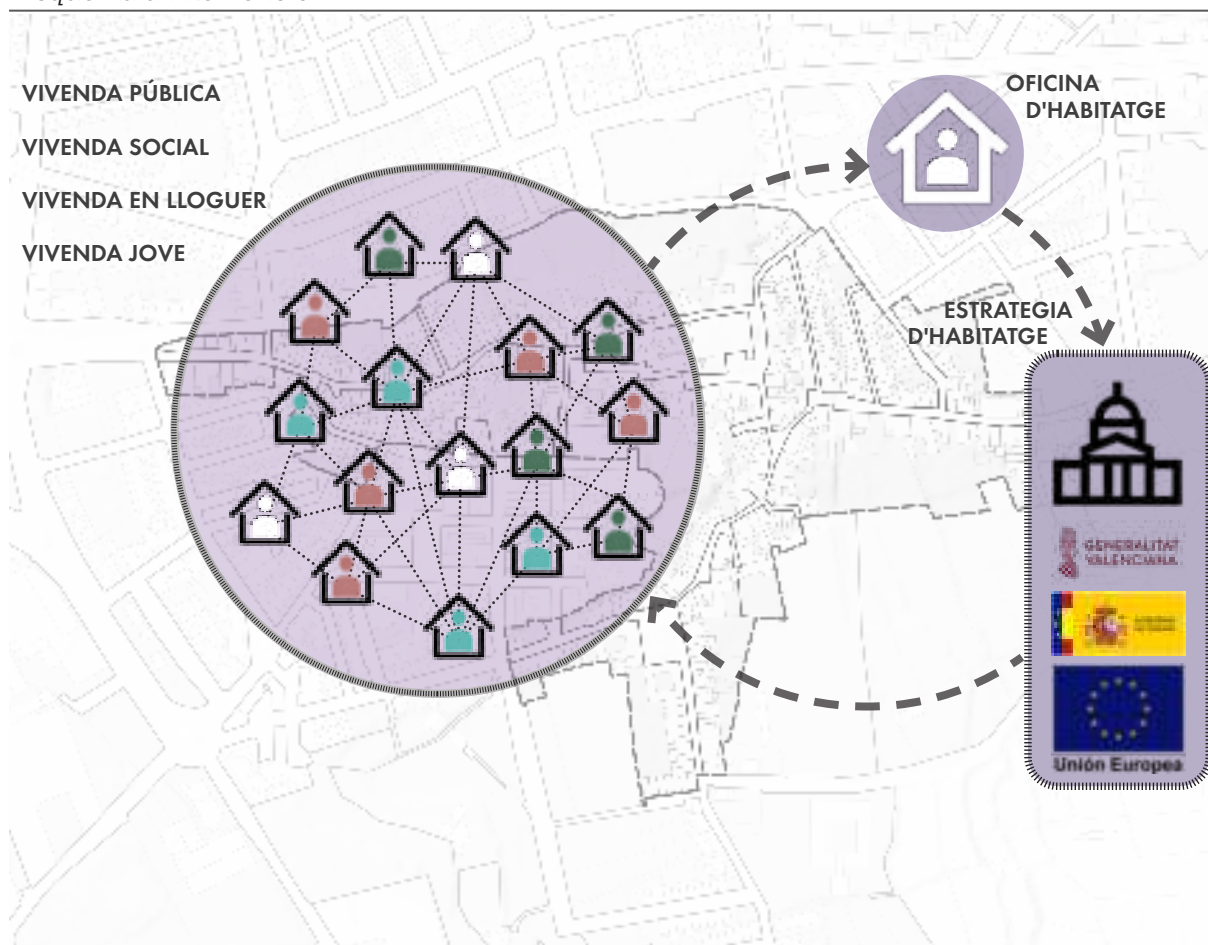 VIVENDA PÚBLICA
VIVENDA SOCIAL
VIVENDA EN LLOGUER
VIVENDA JOVE
OFICINA
D'HABITATGE
ESTRATEGIA
D'HABITATGE
GENERALITAT
VALENCIANA
Unión Europea